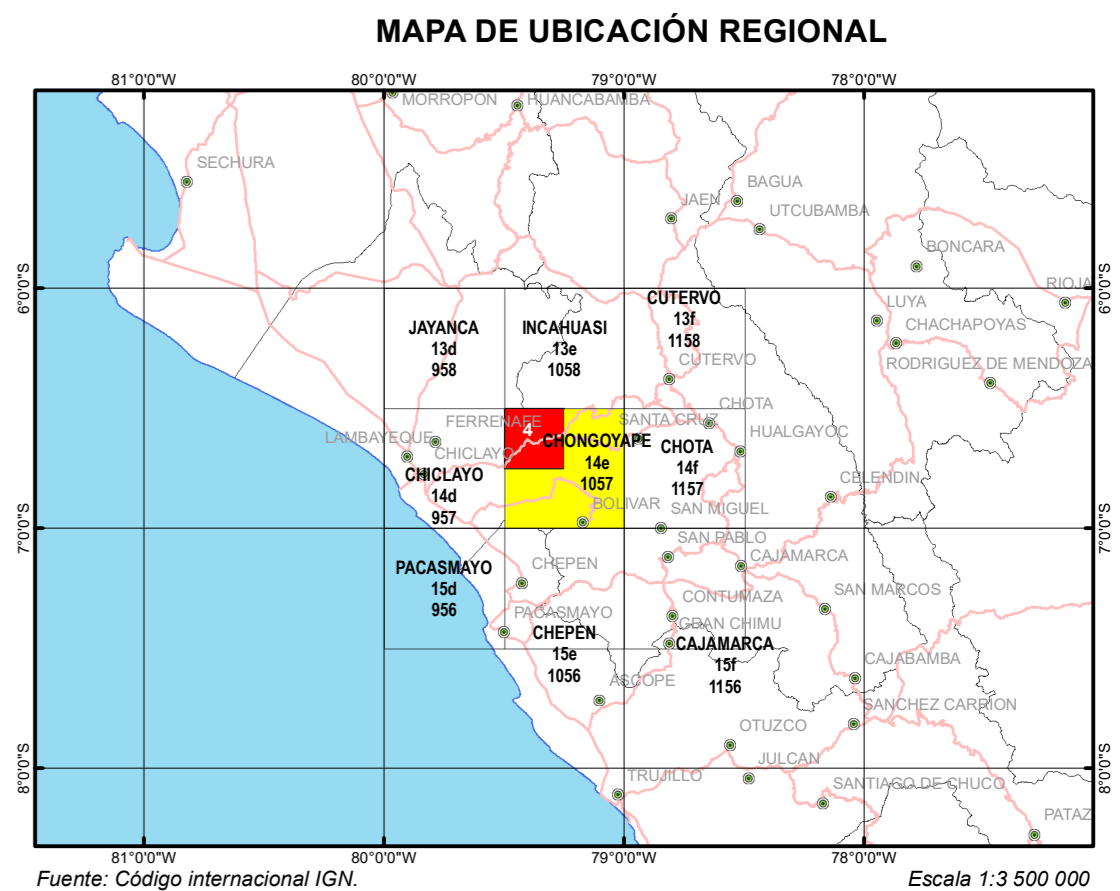 MAPA DE UBICACIÓN REGIONAL
81°0'0"W
80°0'0"W
79°0'0"W
78°0'0"W
MORROPON
HUANCABAMBA
SECHURA
BAGUA
JAEN
UTCUBAMBA
BONCARA
6°0'0"S
6°0'0"S
RIOJA
CUTERVO
13f
1158
LUYA
JAYANCA
13d
958
INCAHUASI
13e
1058
CHACHAPOYAS
CUTERVO
RODRIGUEZ DE MENDOZA
CHOTA
FERREÑAFE
4
SANTA CRUZ
HUALGAYOC
LAMBAYEQUE
CHICLAYO
CHONGOYAPE
14e
1057
CHOTA
14f
1157
CHICLAYO
14d
957
CELENDIN
BOLIVAR
SAN MIGUEL
7°0'0"S
7°0'0"S
SAN PABLO
CAJAMARCA
PACASMAYO
15d
956
CHEPEN
SAN MARCOS
CONTUMAZA
PACASMAYO
GRAN CHIMU
CHEPEN
15e
1056
CAJAMARCA
15f
1156
CAJABAMBA
ASCOPE
SANCHEZ CARRION
OTUZCO
JULCAN
8°0'0"S
8°0'0"S
TRUJILLO
SANTIAGO DE CHUCO
PATAZ
81°0'0"W
80°0'0"W
79°0'0"W
78°0'0"W
Fuente: Código internacional IGN.
Escala 1:3 500 000